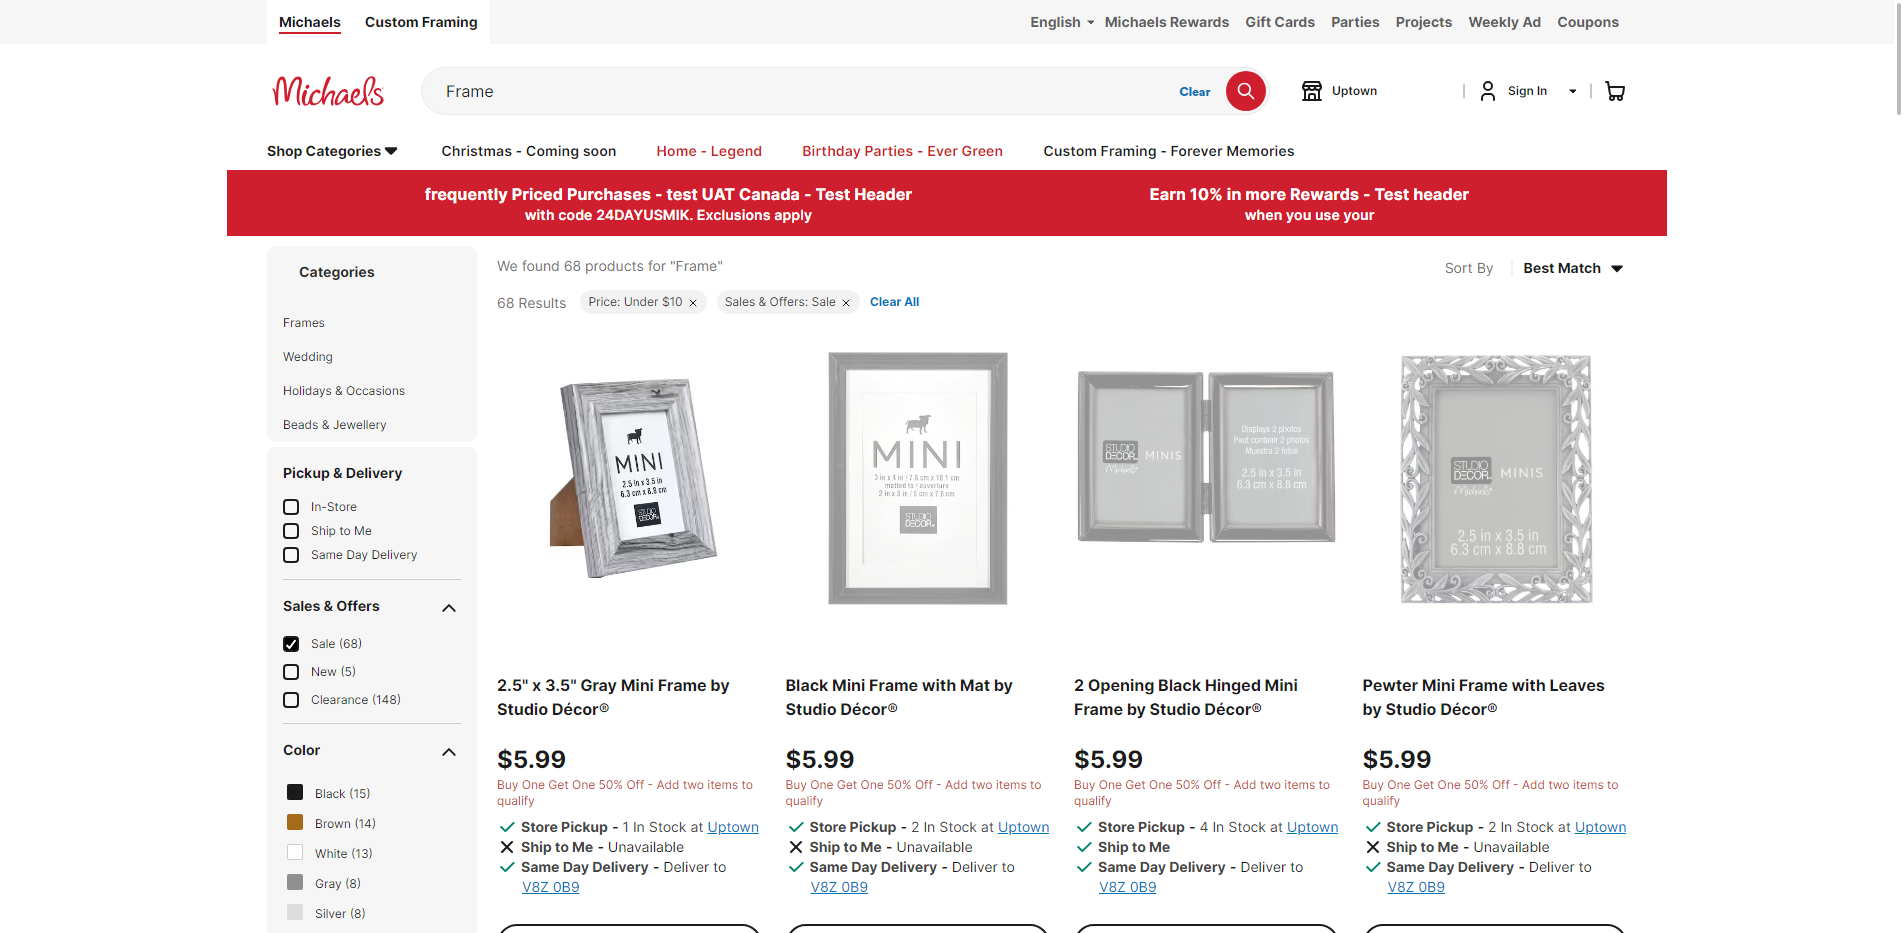 Michaels Custom Framing English Michaels Rewards Gift Cards Parties Projects Weekly Ad Coupons
Michaels Frame Clear Uptown Sign In
Shop Categories Christmas - Coming soon Home - Legend Birthday Parties - Ever Green Custom Framing - Forever Memories
frequently Priced Purchases - test UAT Canada - Test Header
with code 24DAYUSMIK. Exclusions apply
Earn 10% in more Rewards - Test header
when you use your
Categories
Frames
Wedding
Holidays & Occasions
Beads & Jewellery
Pickup & Delivery
In-Store
Ship to Me
Same Day Delivery
Sales & Offers
Sale (68)
New (5)
Clearance (148)
Color
Black (15)
Brown (14)
White (13)
Gray (8)
Silver (8)
We found 68 products for "Frame"
Sort By Best Match
68 Results Price: Under $10 Sales & Offers: Sale Clear All
MINI
2.5 in x 3.5 in
6.3 cm x 8.8 cm
STUDIO
DECOR
2.5" x 3.5" Gray Mini Frame by
Studio Décor®
$5.99
Buy One Get One 50% Off - Add two items to
qualify
Store Pickup - 1 In Stock at Uptown
Ship to Me - Unavailable
Same Day Delivery - Deliver to
V8Z 0B9
MINI
3 in x 4 in / 7.6 cm x 10.1 cm
matted to / ouverture
2 in x 3 in / 5 cm x 7.6 cm
STUDIO
DECOR
Black Mini Frame with Mat by
Studio Décor®
$5.99
Buy One Get One 50% Off - Add two items to
qualify
Store Pickup - 2 In Stock at Uptown
Ship to Me - Unavailable
Same Day Delivery - Deliver to
V8Z 0B9
STUDIO
DECOR MINIS
Michaels
Displays 2 photos
Peut contenir 2 photos
Muestra 2 fotos
2.5 in x 3.5 in
6.3 cm x 8.8 cm
2 Opening Black Hinged Mini
Frame by Studio Décor®
$5.99
Buy One Get One 50% Off - Add two items to
qualify
Store Pickup - 4 In Stock at Uptown
Ship to Me
Same Day Delivery - Deliver to
V8Z 0B9
STUDIO
DECOR MINIS
Michaels
2.5 in x 3.5 in
6.3 cm x 8.8 cm
Pewter Mini Frame with Leaves
by Studio Décor®
$5.99
Buy One Get One 50% Off - Add two items to
qualify
Store Pickup - 2 In Stock at Uptown
Ship to Me - Unavailable
Same Day Delivery - Deliver to
V8Z 0B9